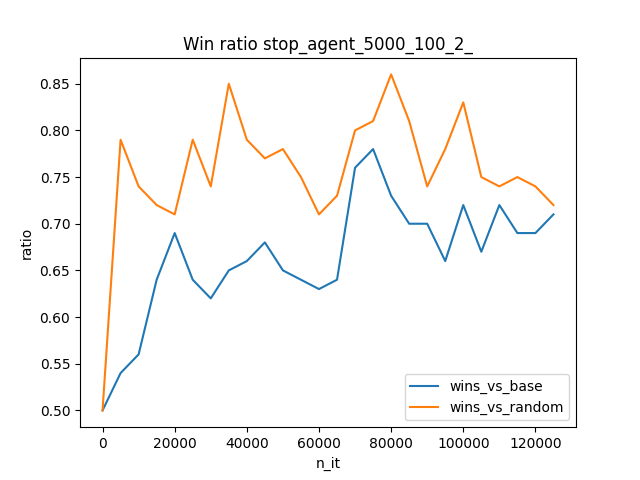 Win ratio stop_agent_5000_100_2_
0.85
0.80
0.75
0.70
0.65
0.60
0.55
0.50
ratio
wins_vs_base
wins_vs_random
0 20000 40000 60000 80000 100000 120000
n_it